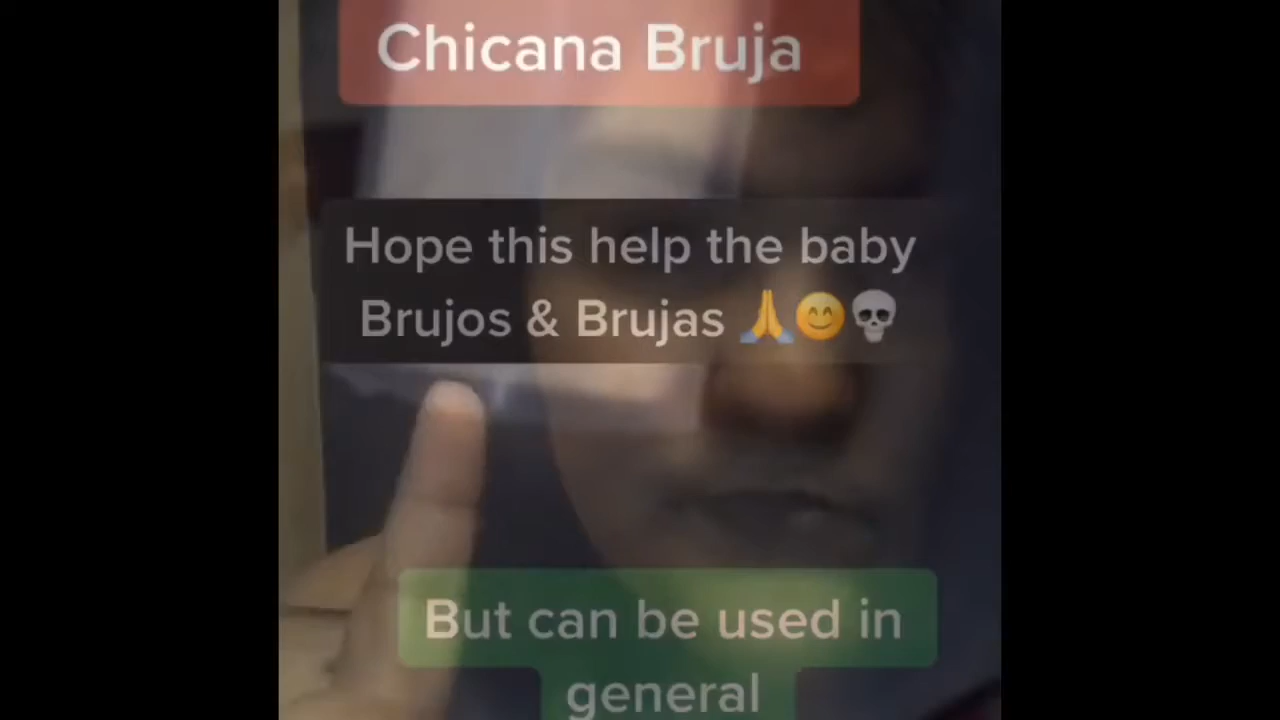 Chicana Bruja
Hope this help the baby
Brujos & Brujas 🙏😊💀
But can be used in
general